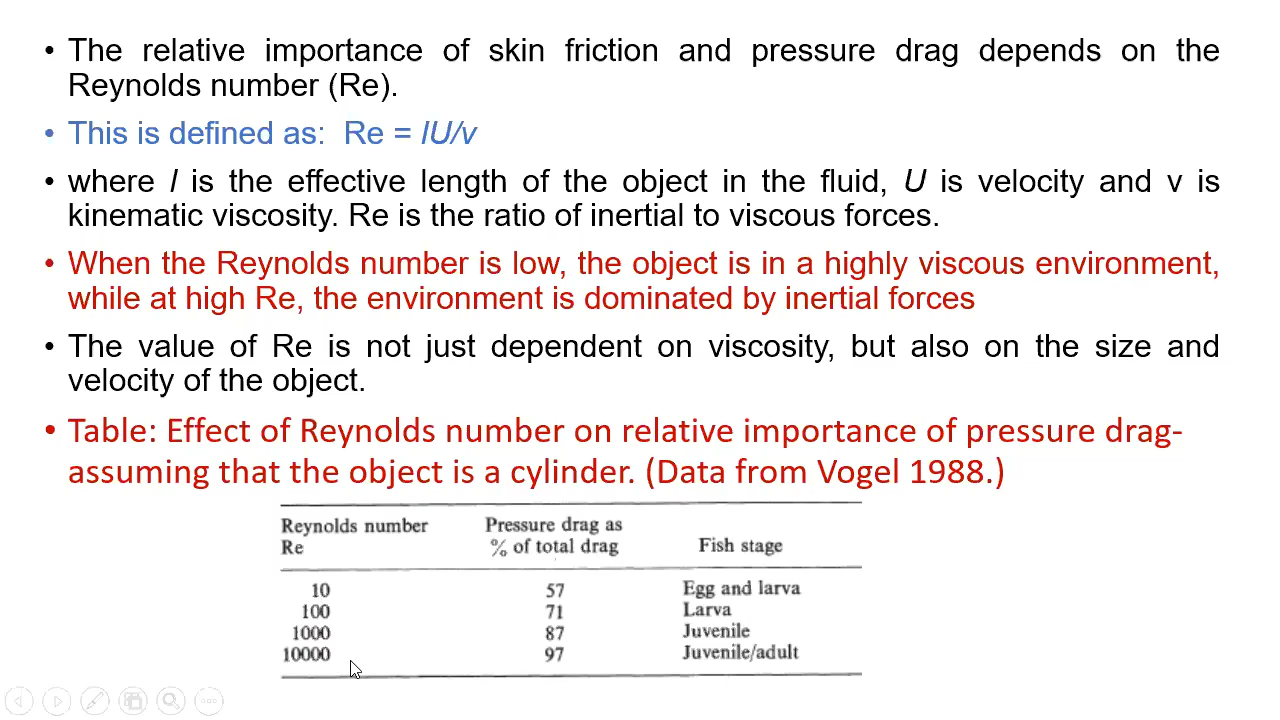 • The relative importance of skin friction and pressure drag depends on the
Reynolds number (Re).
• This is defined as: Re = lU/v
• where l is the effective length of the object in the fluid, U is velocity and v is
kinematic viscosity. Re is the ratio of inertial to viscous forces.
• When the Reynolds number is low, the object is in a highly viscous environment,
while at high Re, the environment is dominated by inertial forces
• The value of Re is not just dependent on viscosity, but also on the size and
velocity of the object.
• Table: Effect of Reynolds number on relative importance of pressure drag-
assuming that the object is a cylinder. (Data from Vogel 1988.)
Reynolds number Pressure drag as
Re % of total drag Fish stage
10 57 Egg and larva
100 71 Larva
1000 87 Juvenile
10000 97 Juvenile/adult